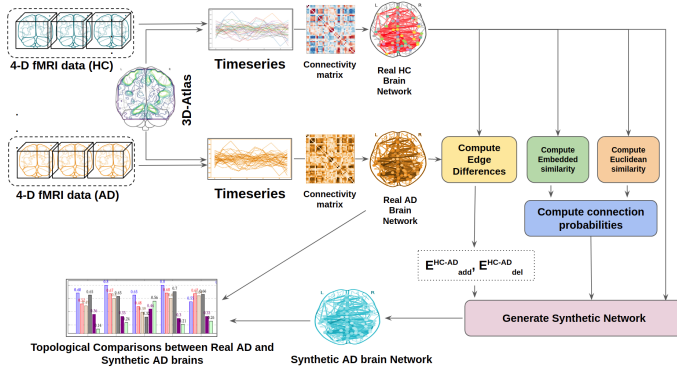 4-D fMRI data (HC)
3D-Atlas
Timeseries
Connectivity
matrix
L R
Real HC
Brain
Network
4-D fMRI data (AD)
Timeseries
Connectivity
matrix
L R
Real AD
Brain
Network
Compute
Edge
Differences
Compute
Embedded
similarity
Compute
Euclidean
similarity
Compute connection
probabilities
E^HC-AD_add, E^HC-AD_del
Generate Synthetic Network
L R
Synthetic AD brain Network
Topological Comparisons between Real AD and
Synthetic AD brains